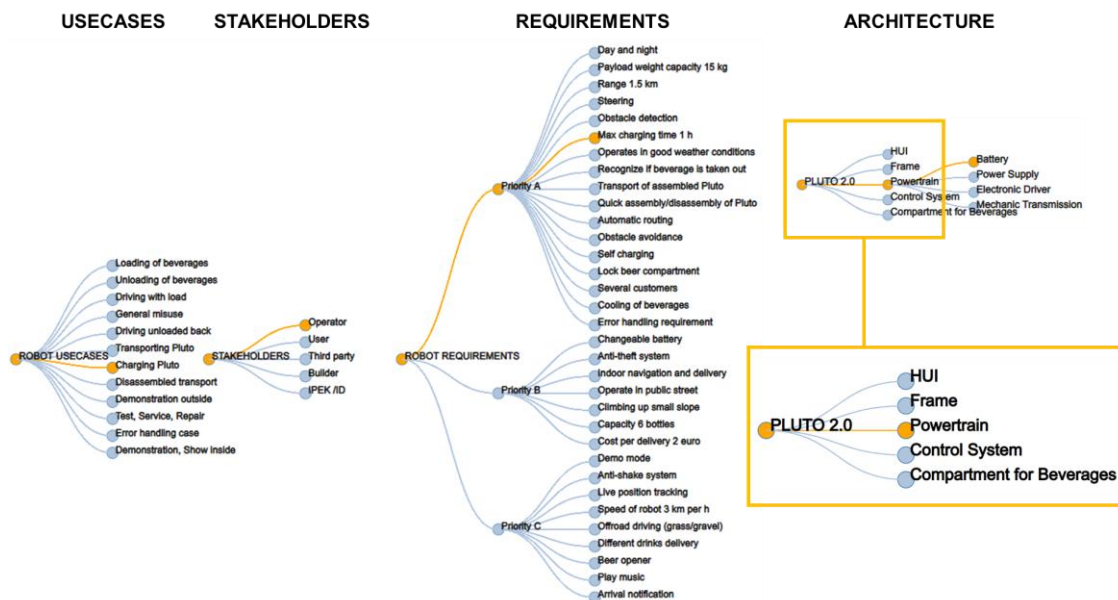 USECASES
STAKEHOLDERS
REQUIREMENTS
ARCHITECTURE
ROBOT USECASES
Loading of beverages
Unloading of beverages
Driving with load
General misuse
Driving unloaded back
Transporting Pluto
Charging Pluto
Disassembled transport
Demonstration outside
Test, Service, Repair
Error handling case
Demonstration, Show inside
STAKEHOLDERS
Operator
User
Third party
Builder
IPEK /ID
ROBOT REQUIREMENTS
Priority A
Day and night
Payload weight capacity 15 kg
Range 1.5 km
Steering
Obstacle detection
Max charging time 1 h
Operates in good weather conditions
Recognize if beverage is taken out
Transport of assembled Pluto
Quick assembly/disassembly of Pluto
Automatic routing
Obstacle avoidance
Self charging
Lock beer compartment
Several customers
Cooling of beverages
Error handling requirement
Priority B
Changeable battery
Anti-theft system
Indoor navigation and delivery
Operate in public street
Climbing up small slope
Capacity 6 bottles
Cost per delivery 2 euro
Priority C
Demo mode
Anti-shake system
Live position tracking
Speed of robot 3 km per h
Offroad driving (grass/gravel)
Different drinks delivery
Beer opener
Play music
Arrival notification
PLUTO 2.0
HUI
Frame
Powertrain
Control System
Compartment for Beverages
Battery
Power Supply
Electronic Driver
Mechanic Transmission
PLUTO 2.0
HUI
Frame
Powertrain
Control System
Compartment for Beverages